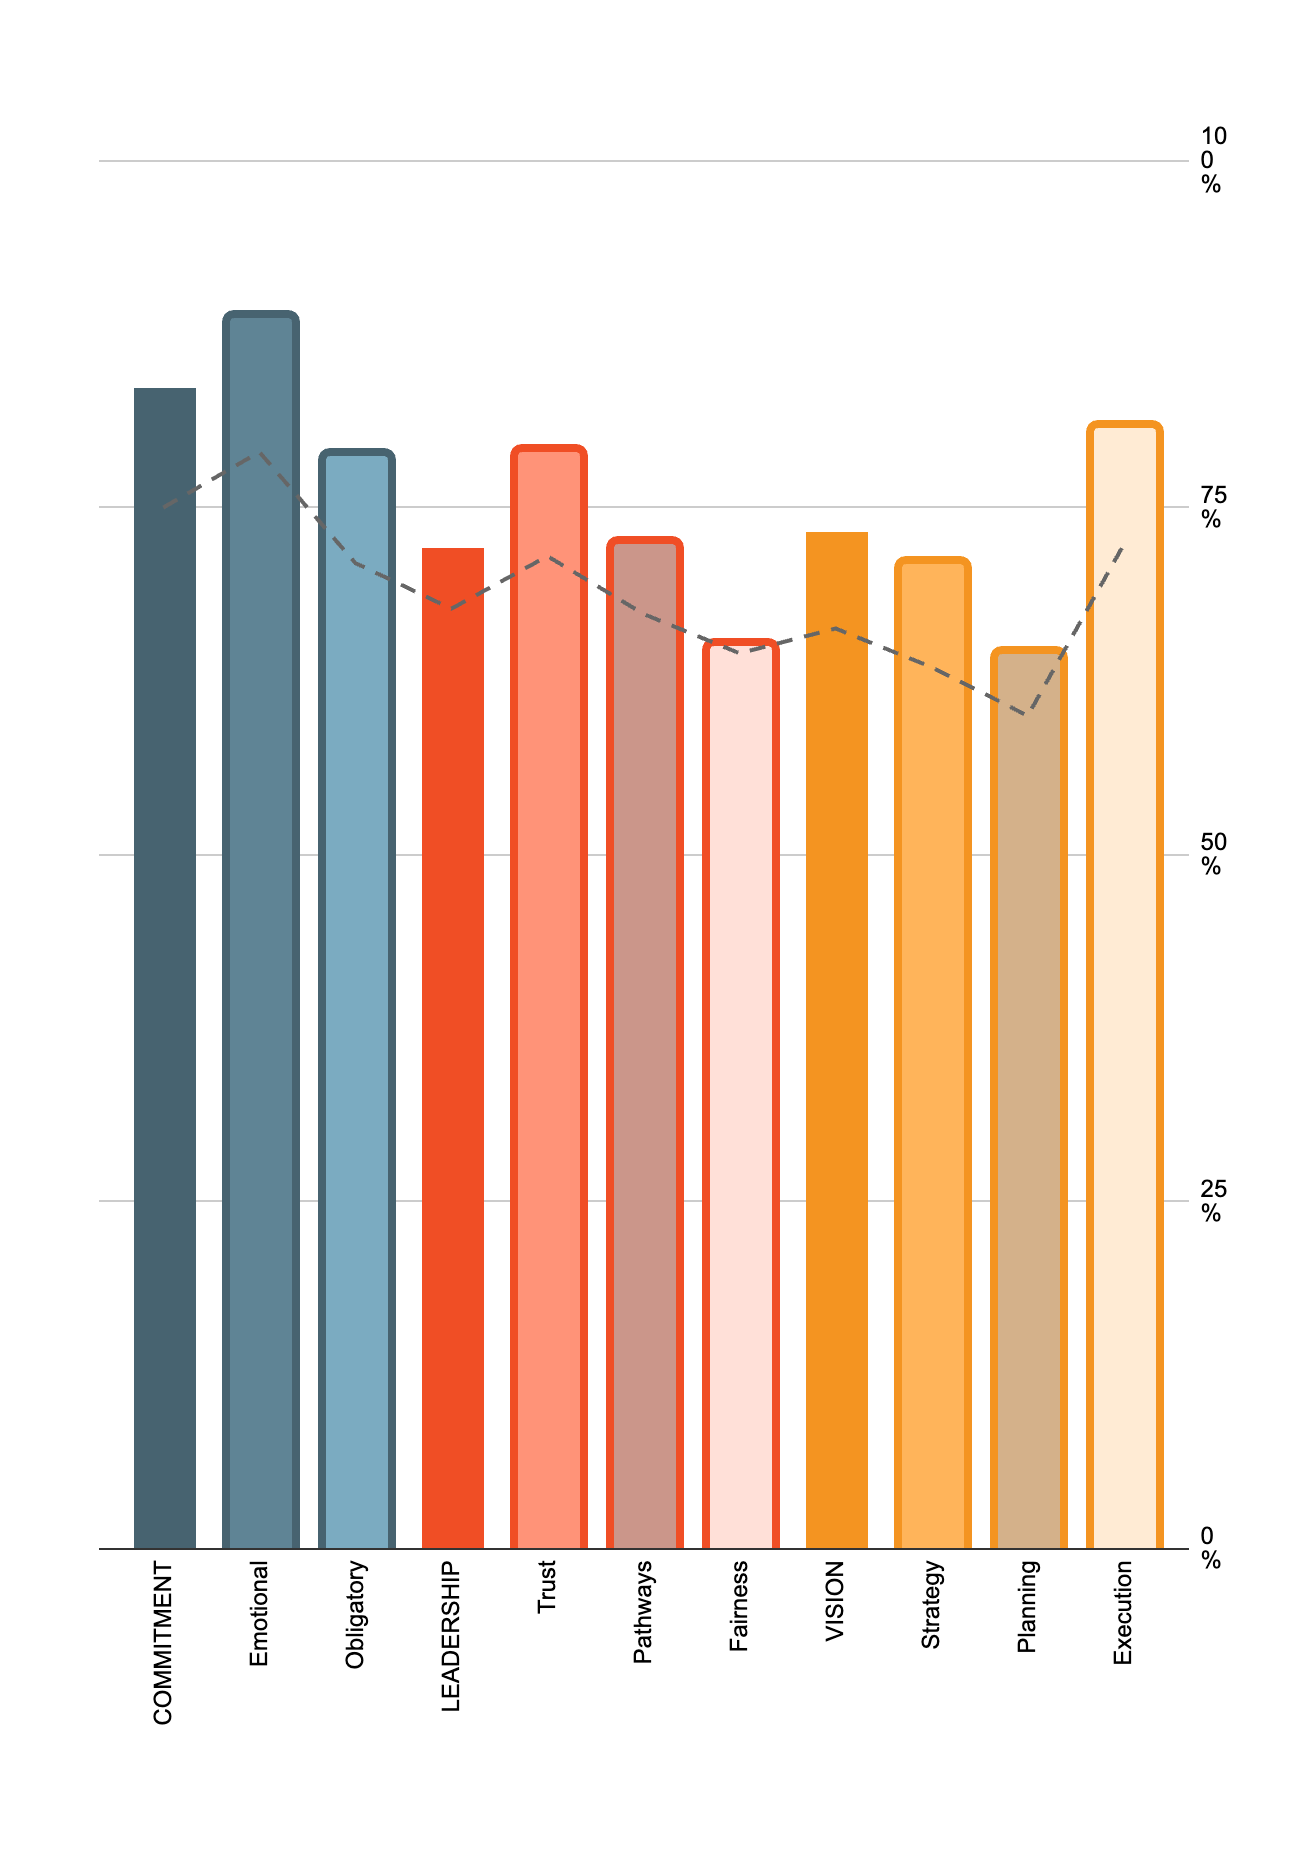 10
0
%
75
%
50
%
25
%
0
%
COMMITMENT
Emotional
Obligatory
LEADERSHIP
Trust
Pathways
Fairness
VISION
Strategy
Planning
Execution